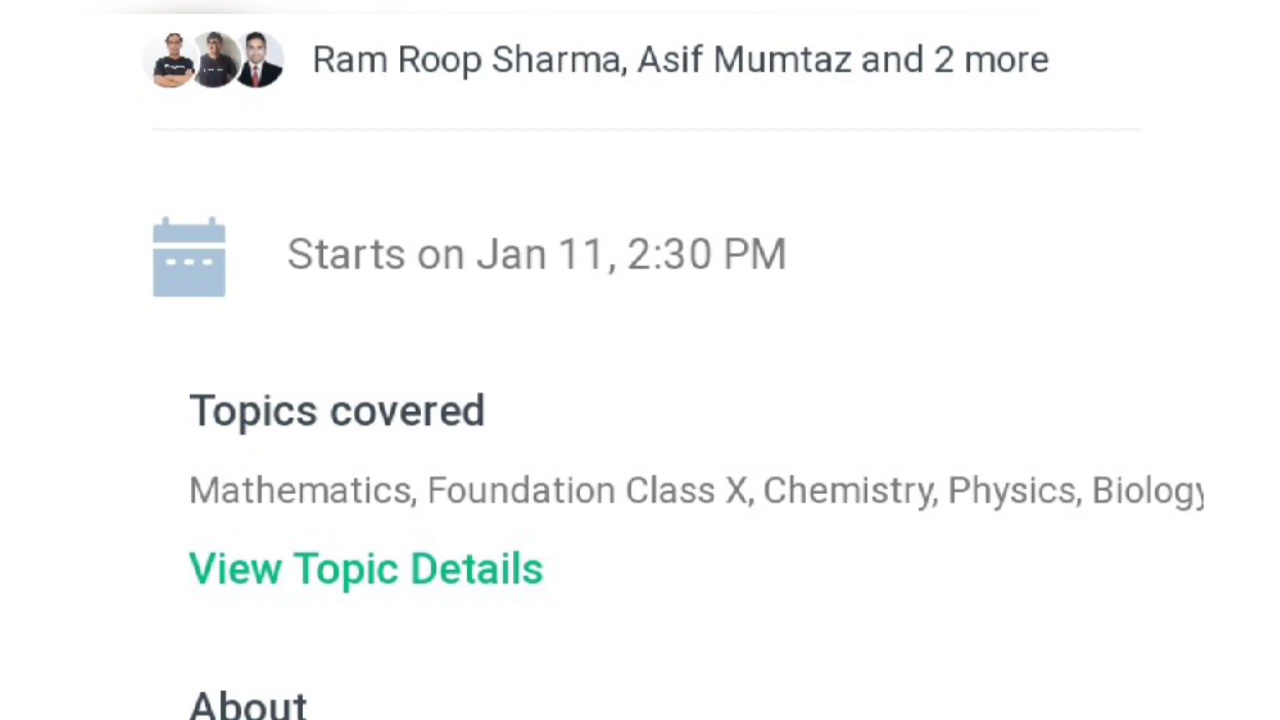 Ram Roop Sharma, Asif Mumtaz and 2 more
Starts on Jan 11, 2:30 PM
Topics covered
Mathematics, Foundation Class X, Chemistry, Physics, Biology
View Topic Details
About